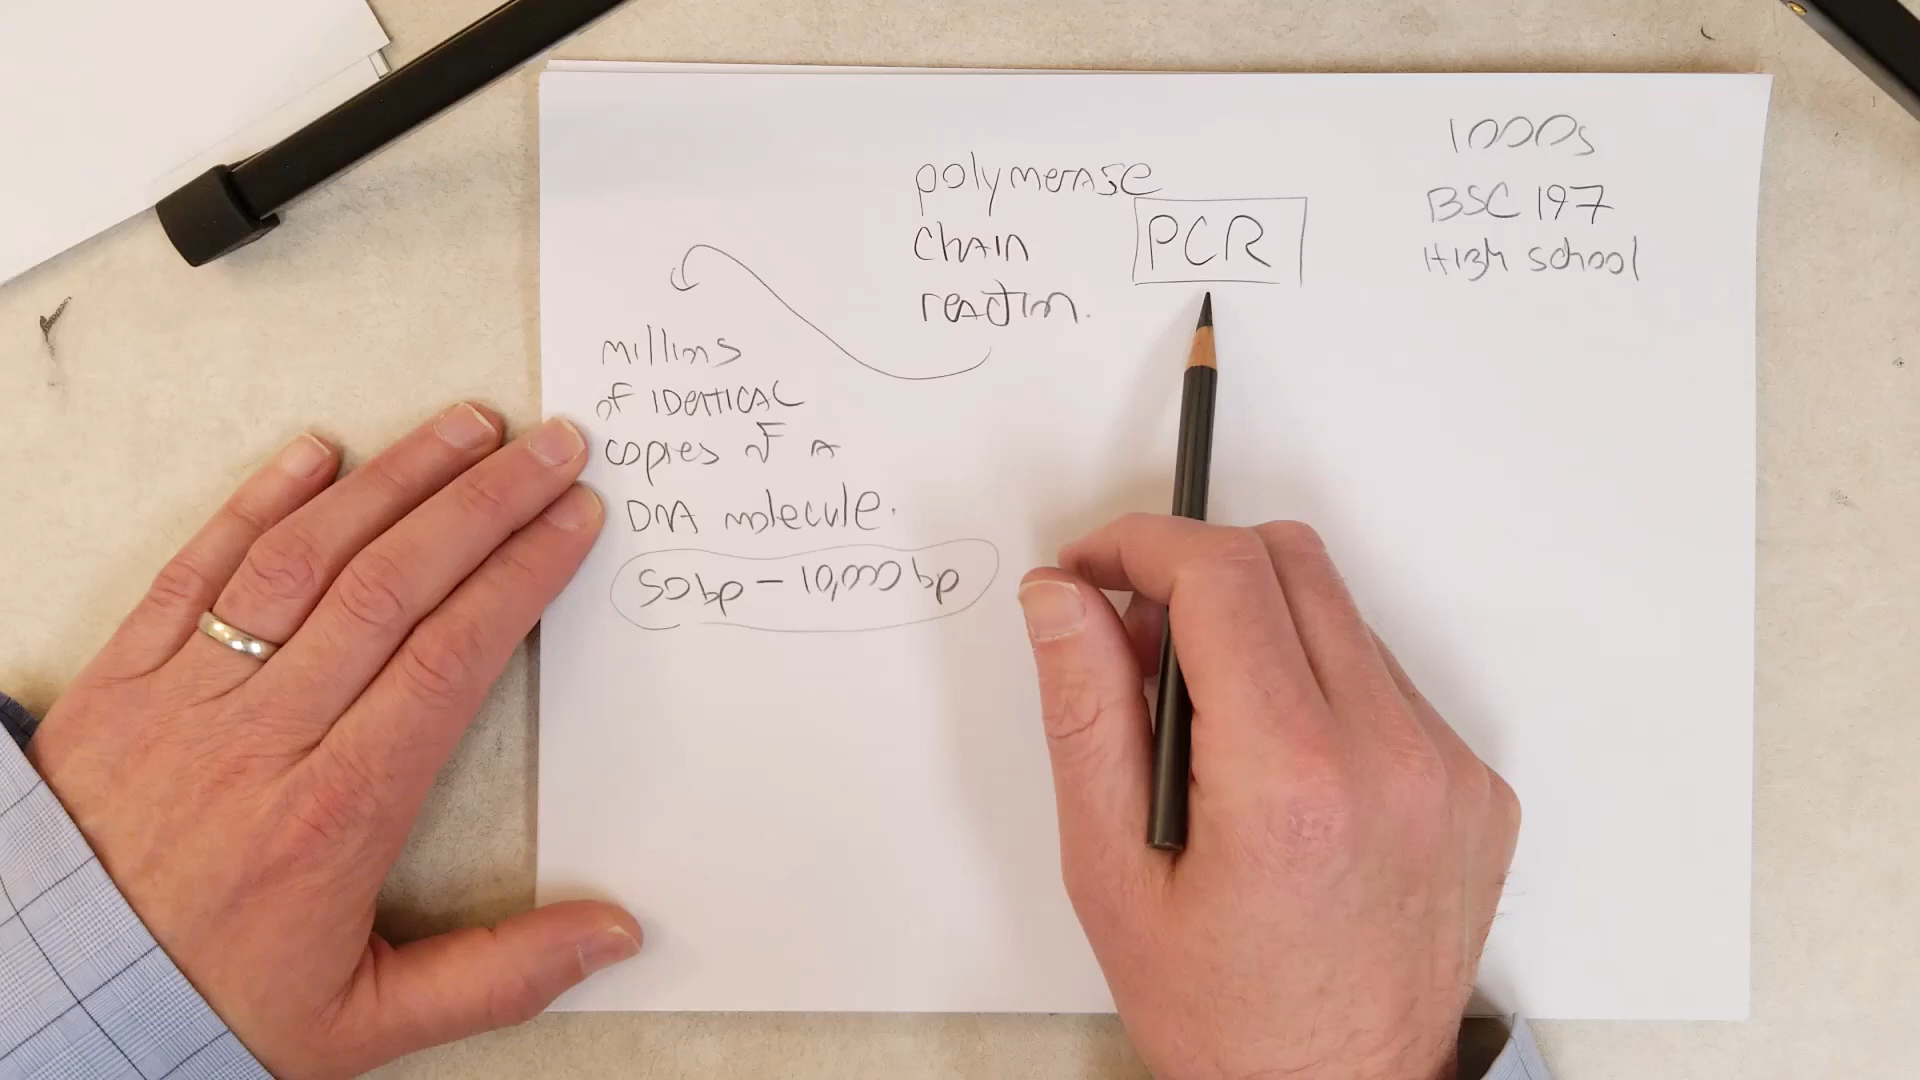 polymerase
chain
reaction.
PCR
1000s
BSC 197
High school
millions
of identical
copies of a
DNA molecule.
50bp - 10,000 bp